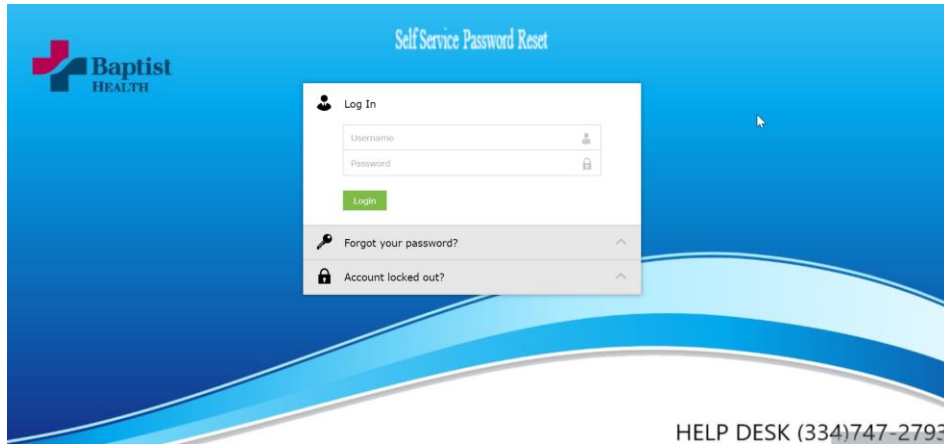 Self Service Password Reset
Baptist
HEALTH
Log In
Username
Password
Login
Forgot your password?
Account locked out?
HELP DESK (334)747-2793